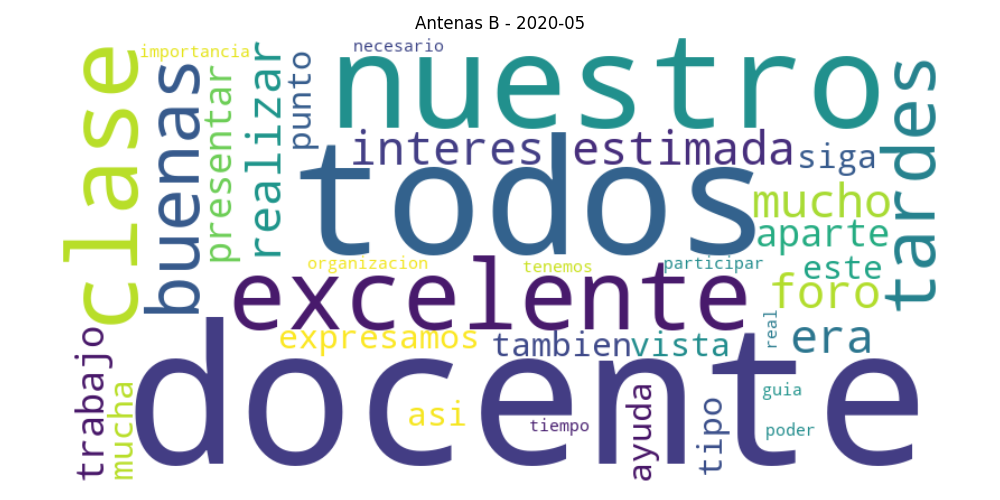 Antenas B - 2020-05
importancia
necesario
nuestro
clase
buenas
presentar
realizar
punto
interes
estimada
siga
tardes
todos
mucho
aparte
organizacion
tenemos
participar
este
excelente
foro
real
era
expresamos
tambien
vista
trabajo
mucha
docente
asi
tiempo
ayuda
tipo
guia
poder